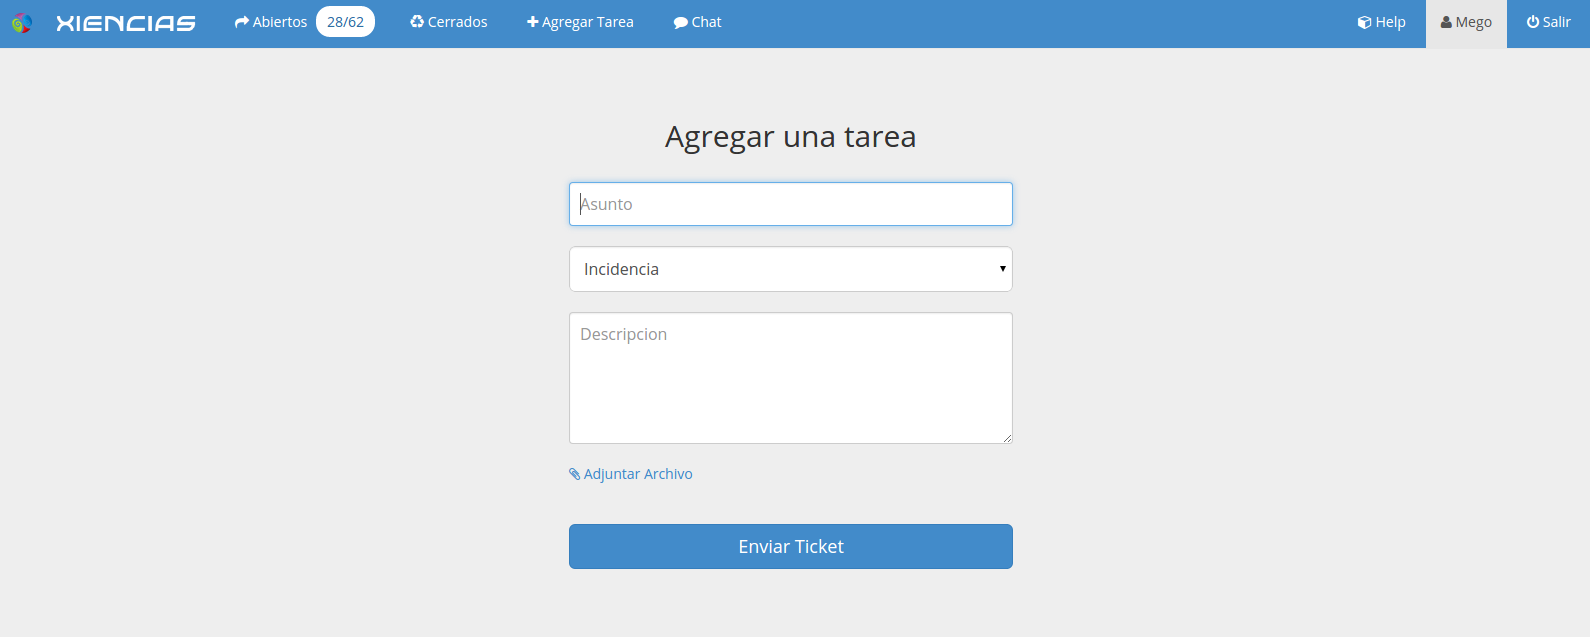 XIENCIAS Abiertos 28/62 Cerrados Agregar Tarea Chat Help Mego Salir
Agregar una tarea
Asunto
Incidencia
Descripcion
Adjuntar Archivo
Enviar Ticket